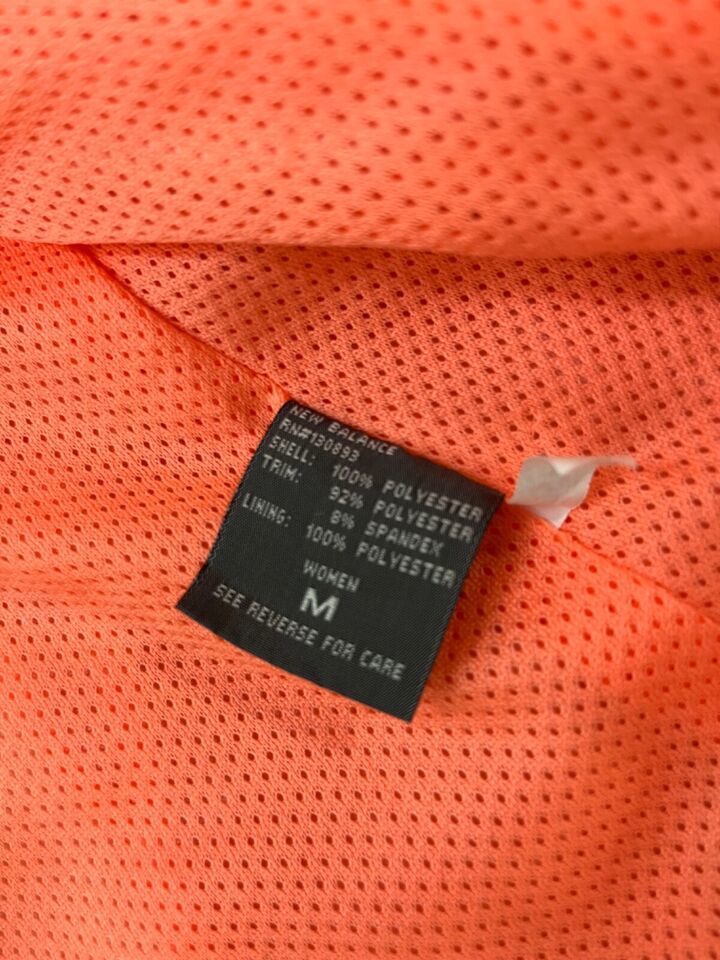 NEW BALANCE
RN#130893
SHELL: 100% POLYESTER
TRIM: 92% POLYESTER
8% SPANDEX
LINING: 100% POLYESTER
WOMEN
M
SEE REVERSE FOR CARE